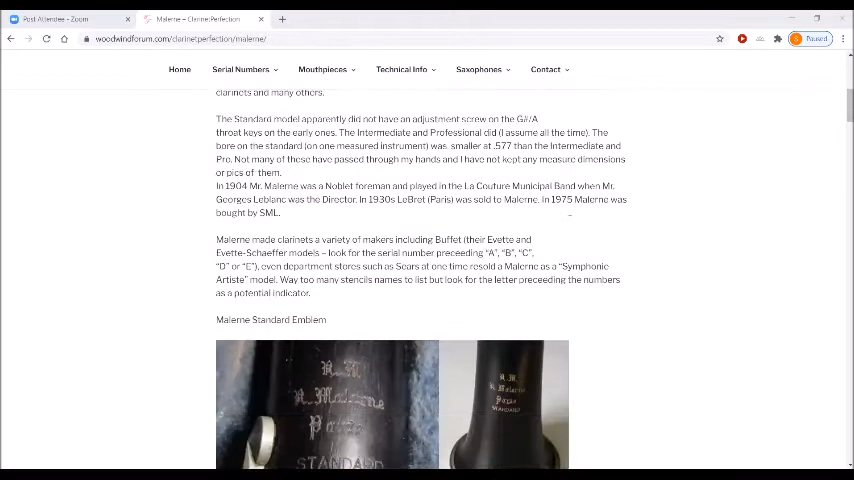 Post Attendee - Zoom
Malerne – ClarinetPerfection
woodwindforum.com/clarinetperfection/malerne/
Paused
Home Serial Numbers Mouthpieces Technical Info Saxophones Contact
clarinets and many others.
The Standard model apparently did not have an adjustment screw on the G#/A
throat keys on the early ones. The Intermediate and Professional did (I assume all the time). The
bore on the standard (on one measured instrument) was smaller at .577 than the Intermediate and
Pro. Not many of these have passed through my hands and I have not kept any measure dimensions
or pics of them.
In 1904 Mr. Malerne was a Noblet foreman and played in the La Couture Municipal Band when Mr.
Georges Leblanc was the Director. In 1930s LeBret (Paris) was sold to Malerne. In 1975 Malerne was
bought by SML.
Malerne made clarinets a variety of makers including Buffet (their Evette and
Evette-Schaeffer models – look for the serial number preceeding “A”, “B”, “C”,
“D” or “E”), even department stores such as Sears at one time resold a Malerne as a “Symphonie-
Artiste” model. Way too many stencils names to list but look for the letter preceeding the numbers
as a potential indicator.
Malerne Standard Emblem
R. M.
R. Malerne
Paris
STANDARD
R. M.
R. Malerne
Paris
STANDARD